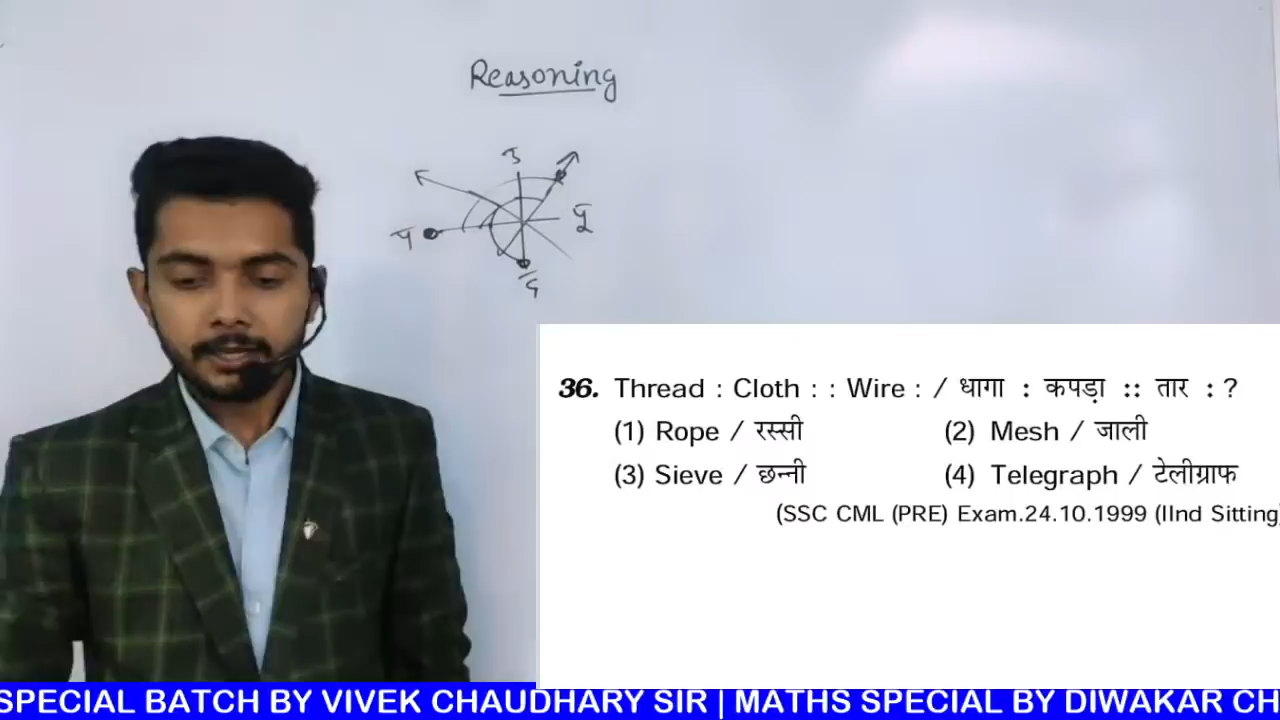 Reasoning
उ
पू
प
द
36. Thread : Cloth : : Wire : / धागा : कपड़ा :: तार : ?
(1) Rope / रस्सी (2) Mesh / जाली
(3) Sieve / छन्नी (4) Telegraph / टेलीग्राफ
(SSC CML (PRE) Exam.24.10.1999 (IInd Sitting)
SPECIAL BATCH BY VIVEK CHAUDHARY SIR | MATHS SPECIAL BY DIWAKAR CH